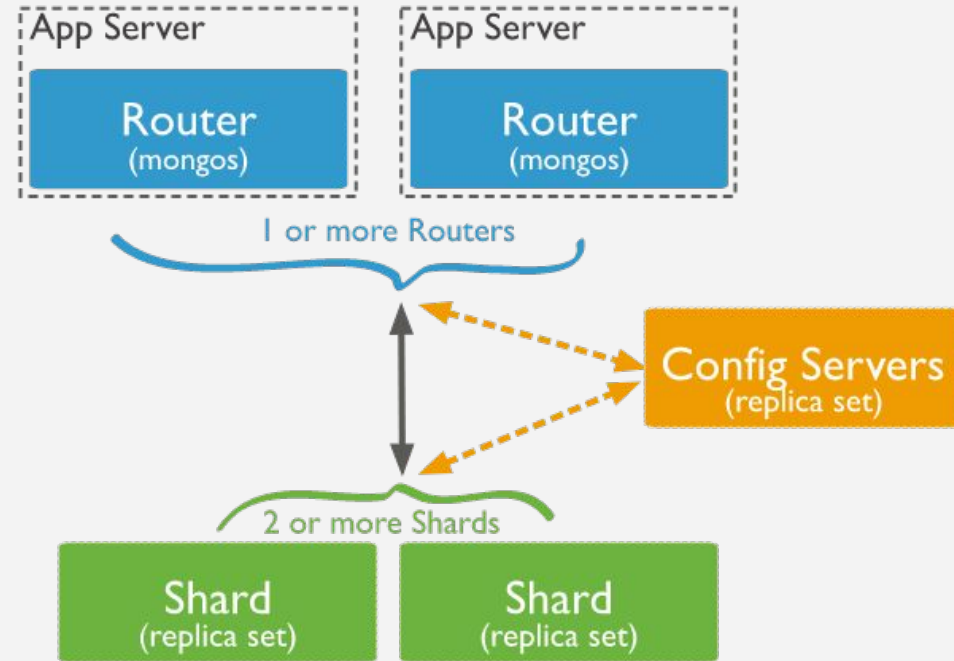 App Server
App Server
Router
(mongos)
Router
(mongos)
1 or more Routers
Config Servers
(replica set)
2 or more Shards
Shard
(replica set)
Shard
(replica set)